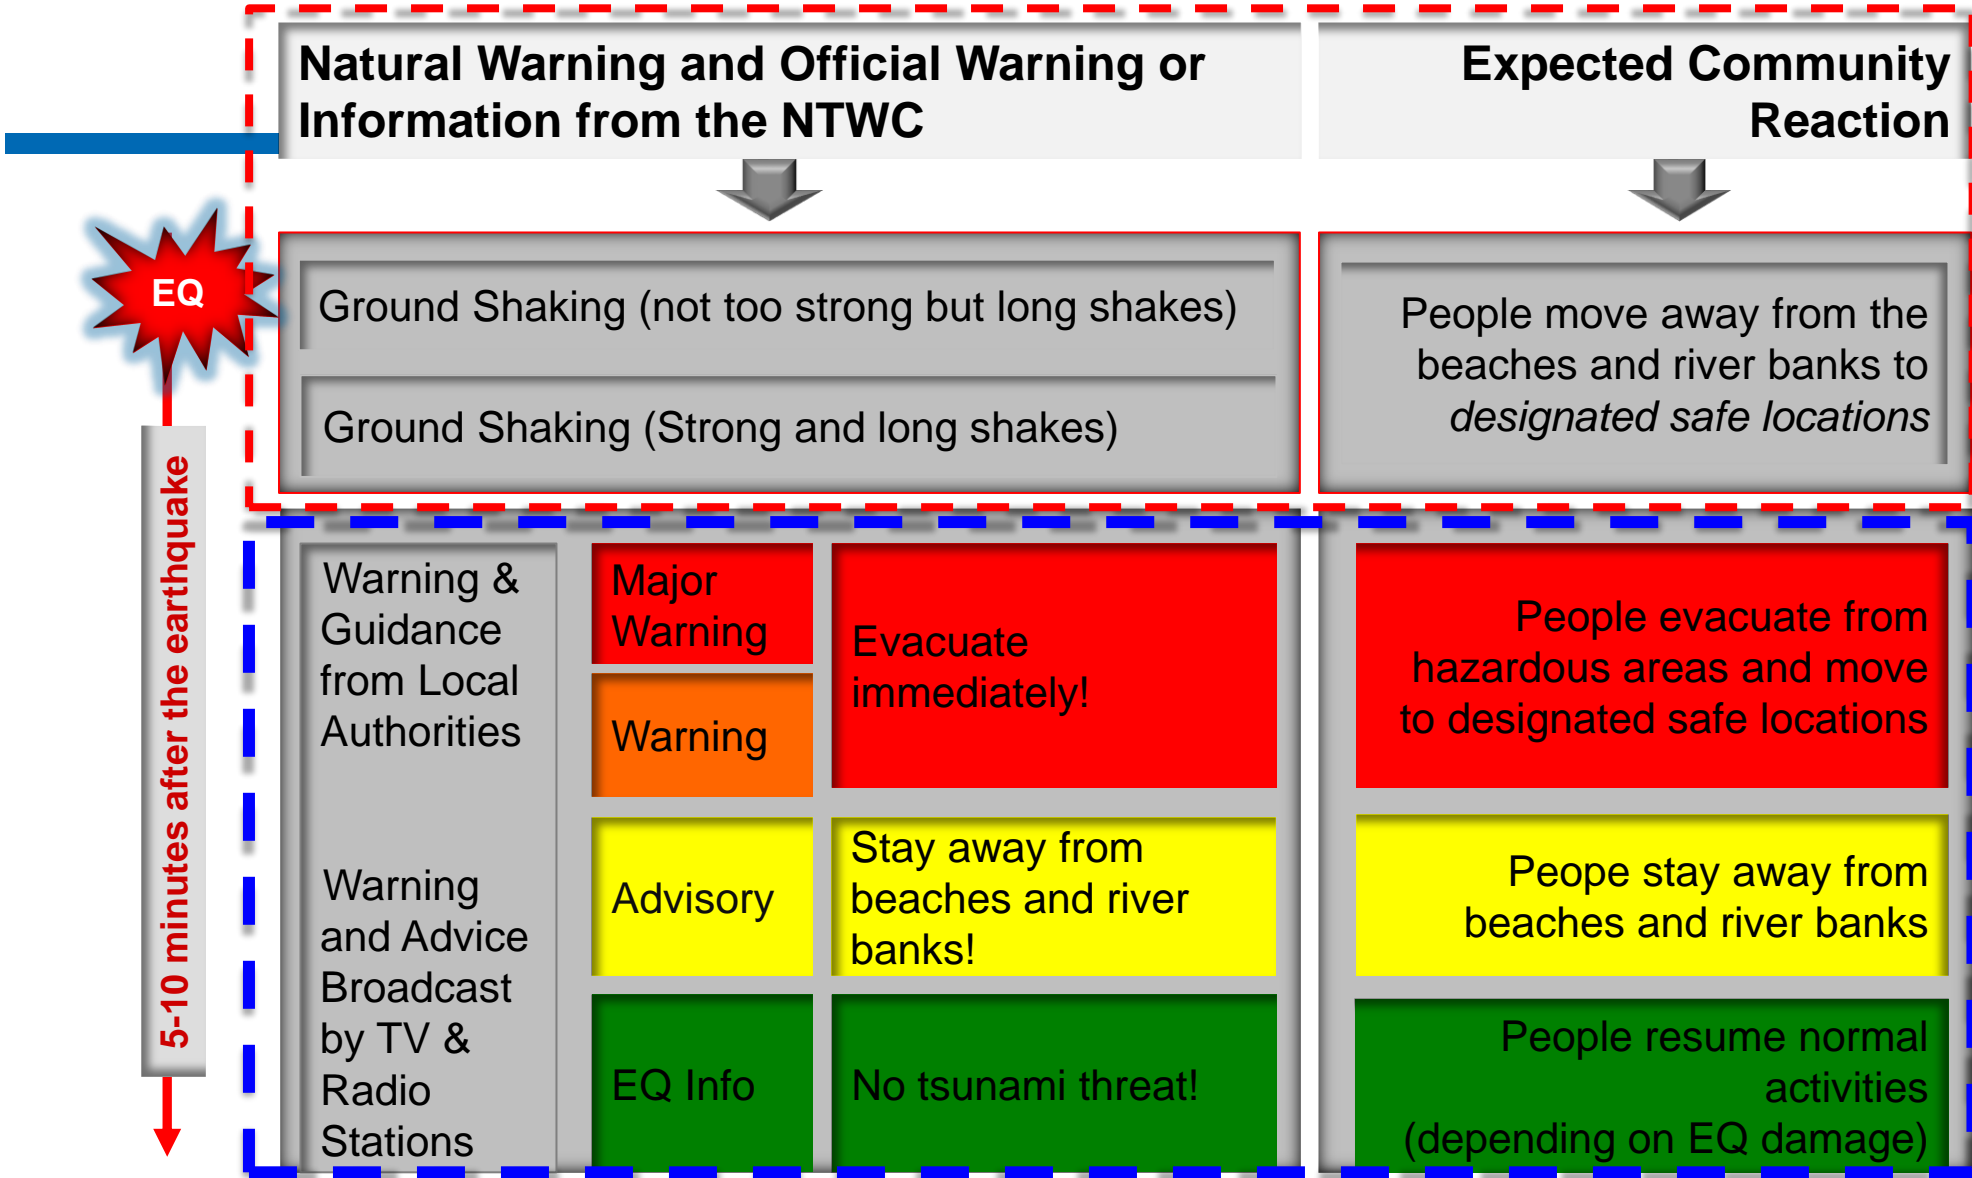 Natural Warning and Official Warning or
Information from the NTWC
Expected Community
Reaction
EQ
Ground Shaking (not too strong but long shakes)
Ground Shaking (Strong and long shakes)
People move away from the
beaches and river banks to
designated safe locations
5-10 minutes after the earthquake
Warning &
Guidance
from Local
Authorities
Warning
and Advice
Broadcast
by TV &
Radio
Stations
Major
Warning
Warning
Evacuate
immediately!
People evacuate from
hazardous areas and move
to designated safe locations
Advisory
Stay away from
beaches and river
banks!
Peope stay away from
beaches and river banks
EQ Info
No tsunami threat!
People resume normal
activities
(depending on EQ damage)